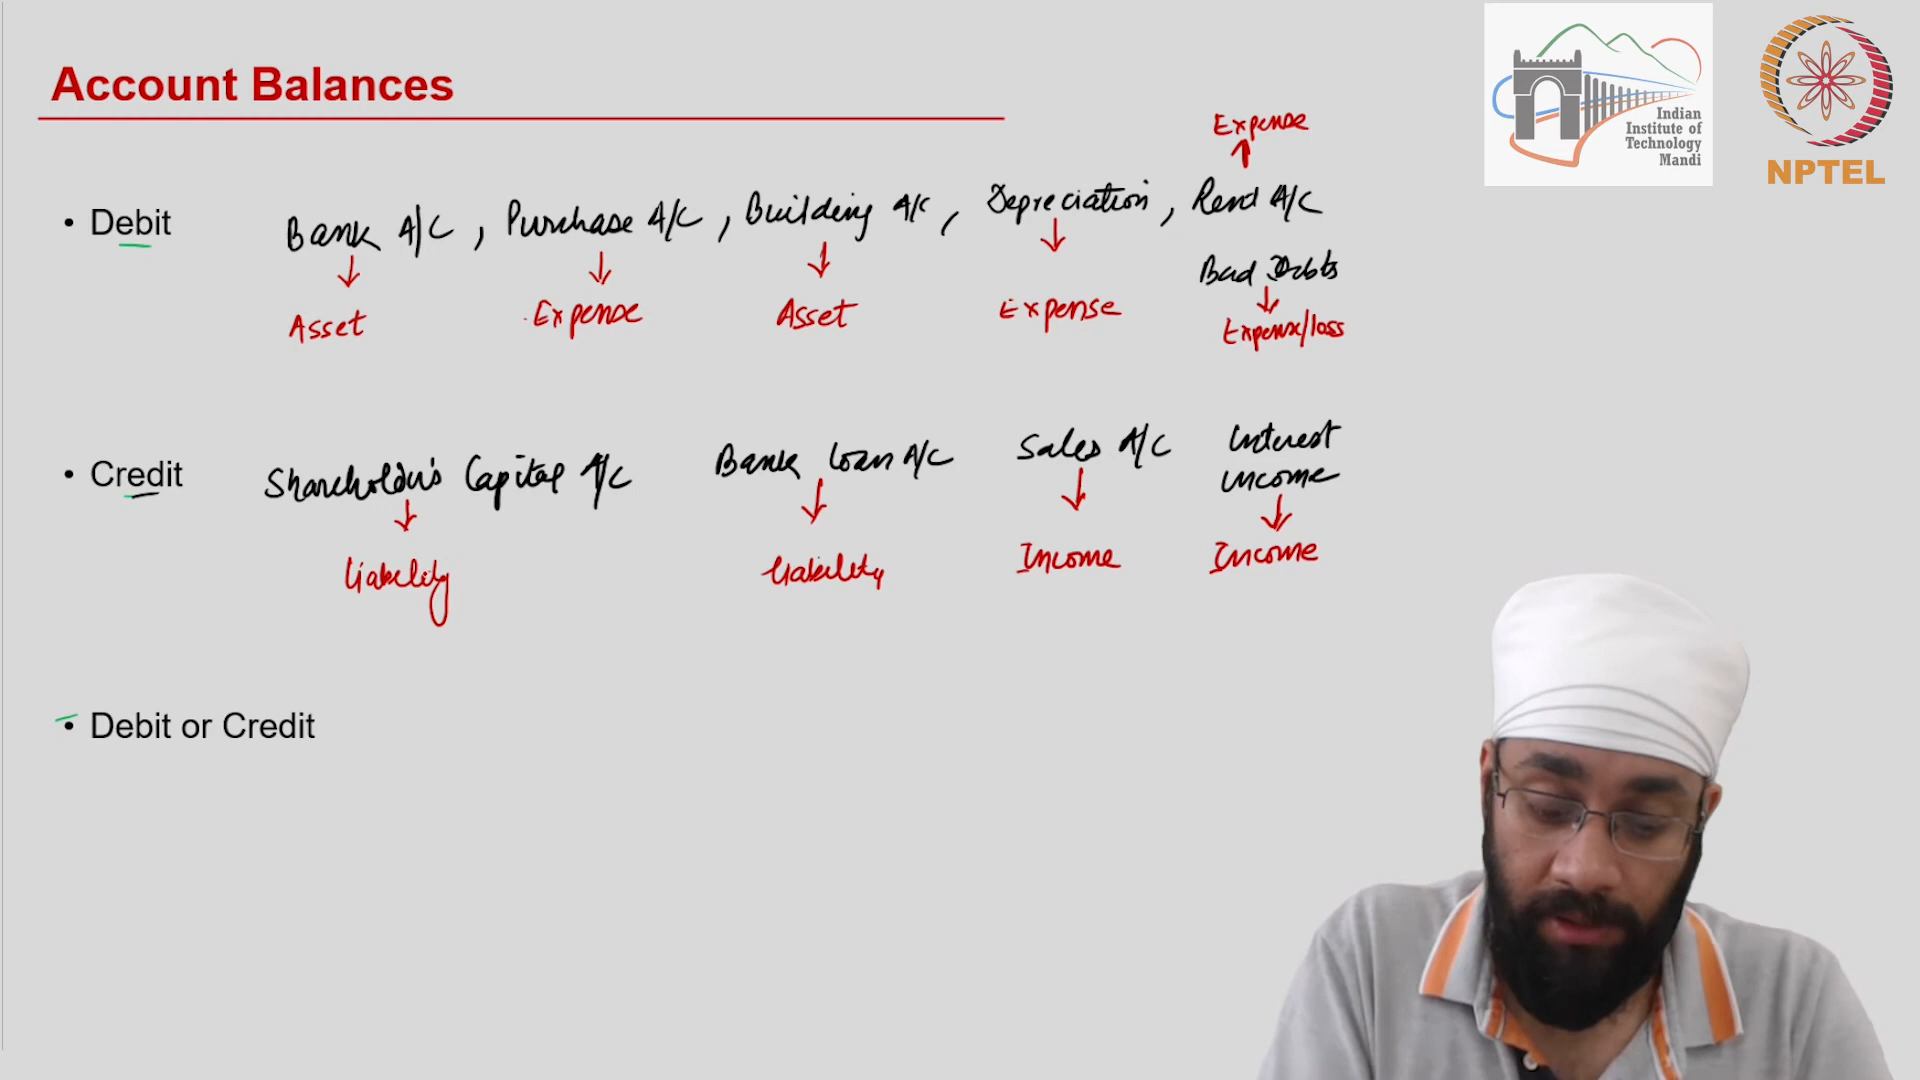 Account Balances
Indian
Institute of
Technology
Mandi
NPTEL
Expense
• Debit Bank A/C, Purchase A/C, Building A/C, Depreciation, Rent A/C
Bad Debts
Asset Expense Asset Expense Expense/loss
• Credit Shareholder's Capital A/C Bank loan A/C Sales A/C Interest
income
Liability Liability Income Income
• Debit or Credit